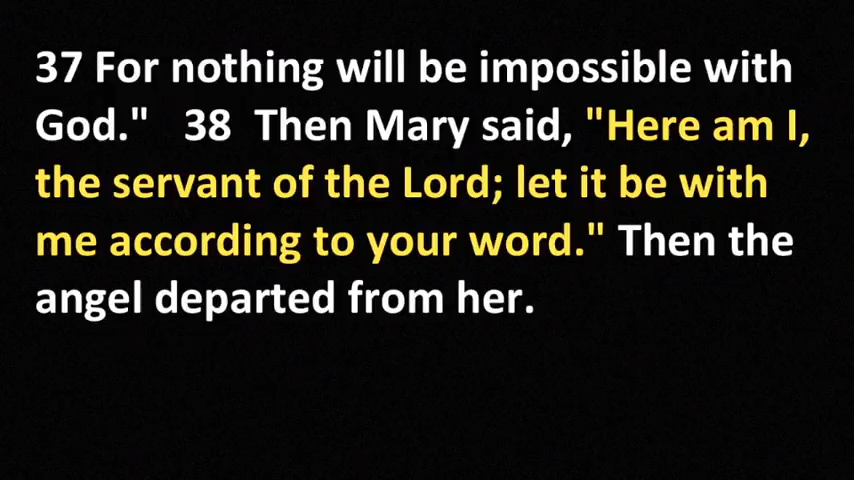 37 For nothing will be impossible with
God."   38  Then Mary said, "Here am I,
the servant of the Lord; let it be with
me according to your word." Then the
angel departed from her.